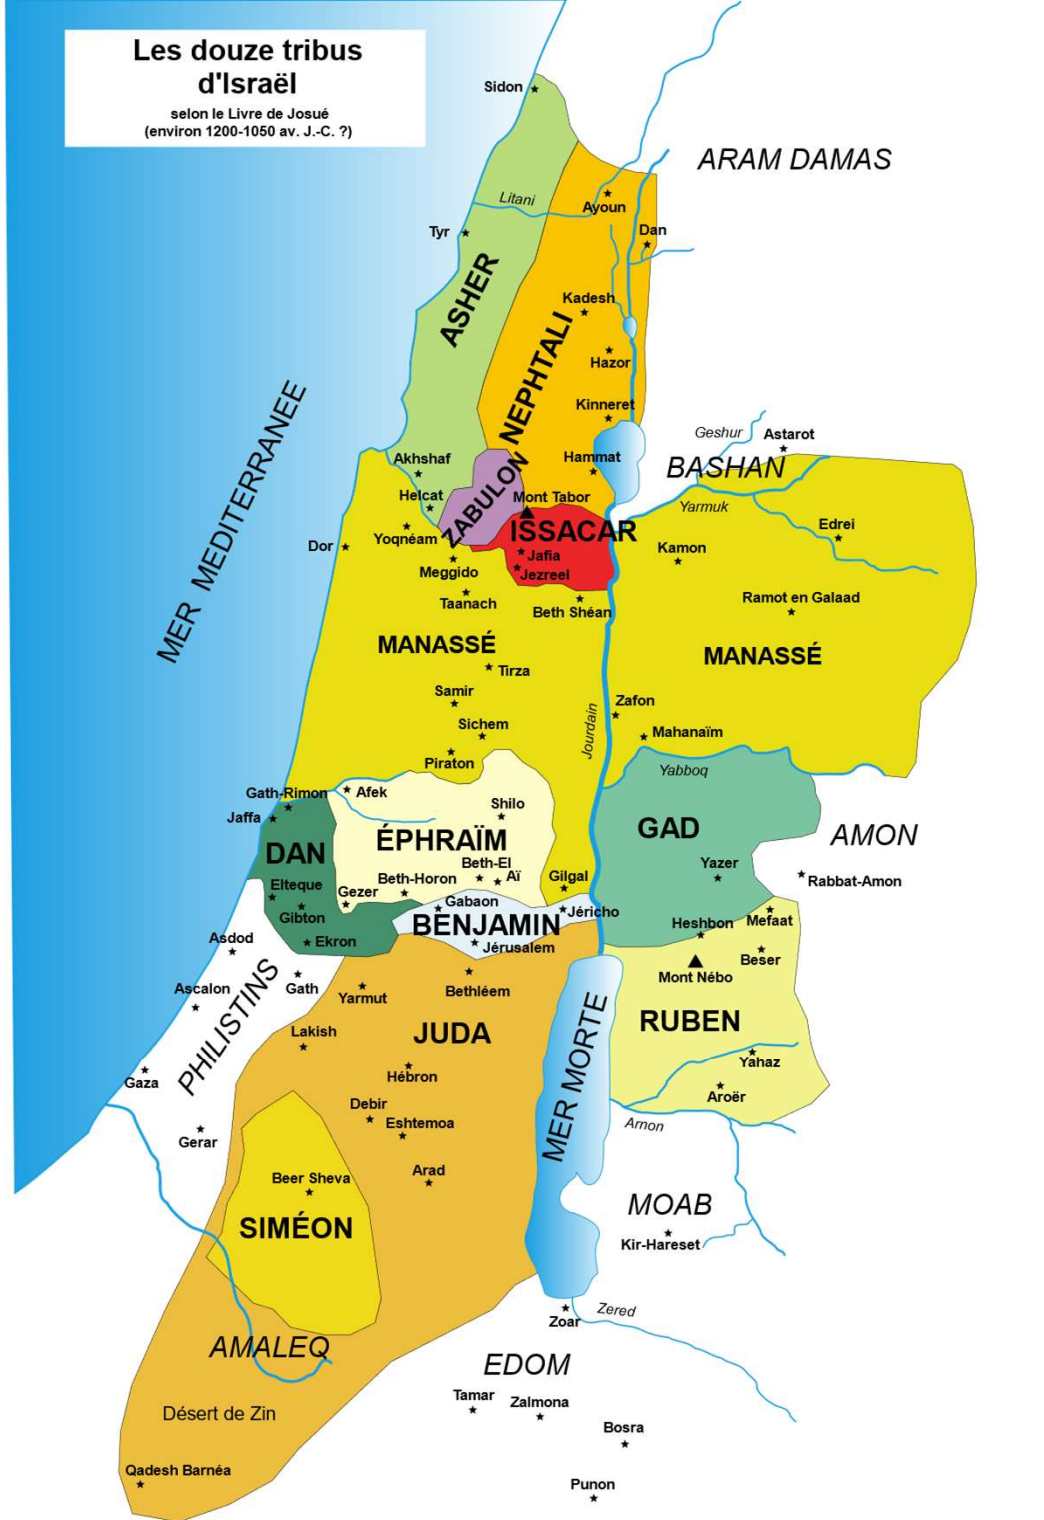 Les douze tribus
d'Israël
selon le Livre de Josué
(environ 1200-1050 av. J.-C. ?)
Sidon
ARAM DAMAS
Litani
Ayoun
Tyr
Dan
ASHER
Kadesh
NEPHTALI
Hazor
Kinneret
MER MEDITERRANEE
Geshur
Astarot
Akhshaf
Hammat
BASHAN
ZABULON
Helcat
Mont Tabor
Yarmuk
Edrei
Yoqnéam
ISSACAR
Dor
Jafia
Kamon
Meggido
Jezreel
Taanach
Beth Shéan
Ramot en Galaad
MANASSÉ
MANASSÉ
Tirza
Samir
Zafon
Sichem
Jourdain
Mahanaïm
Piraton
Yabboq
Gath-Rimon
Afek
Jaffa
Shilo
ÉPHRAÏM
GAD
AMON
DAN
Beth-El
Yazer
Beth-Horon
Aï
Gilgal
Rabbat-Amon
Elteque
Gezer
Gabaon
Jéricho
Gibton
BENJAMIN
Heshbon
Mefaat
Asdod
Ekron
Jérusalem
Beser
Ascalon
Gath
Yarmut
Bethléem
Mont Nébo
PHILISTINS
Lakish
JUDA
MER MORTE
RUBEN
Gaza
Hébron
Yahaz
Debir
Aroër
Gerar
Eshtemoa
Arnon
Beer Sheva
Arad
SIMÉON
MOAB
Kir-Hareset
Zoar
Zered
AMALEQ
EDOM
Désert de Zin
Tamar
Zalmona
Bosra
Qadesh Barnéa
Punon